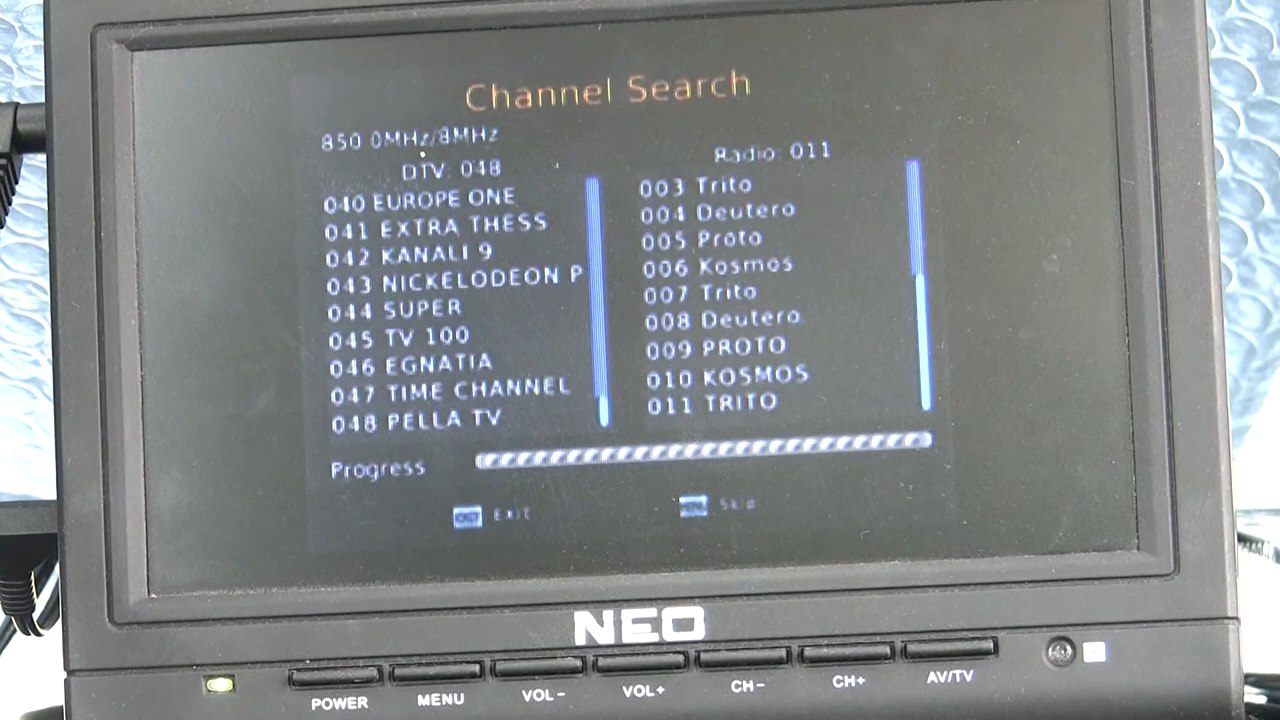 Channel Search
850 0MHz/8MHz
DTV: 048
Radio: 011
040 EUROPE ONE
041 EXTRA THESS
042 KANALI 9
043 NICKELODEON P
044 SUPER
045 TV 100
046 EGNATIA
047 TIME CHANNEL
048 PELLA TV
003 Trito
004 Deutero
005 Proto
006 Kosmos
007 Trito
008 Deutero
009 PROTO
010 KOSMOS
011 TRITO
Progress
Exit
Skip
NEO
POWER
MENU
VOL-
VOL+
CH-
CH+
AV/TV